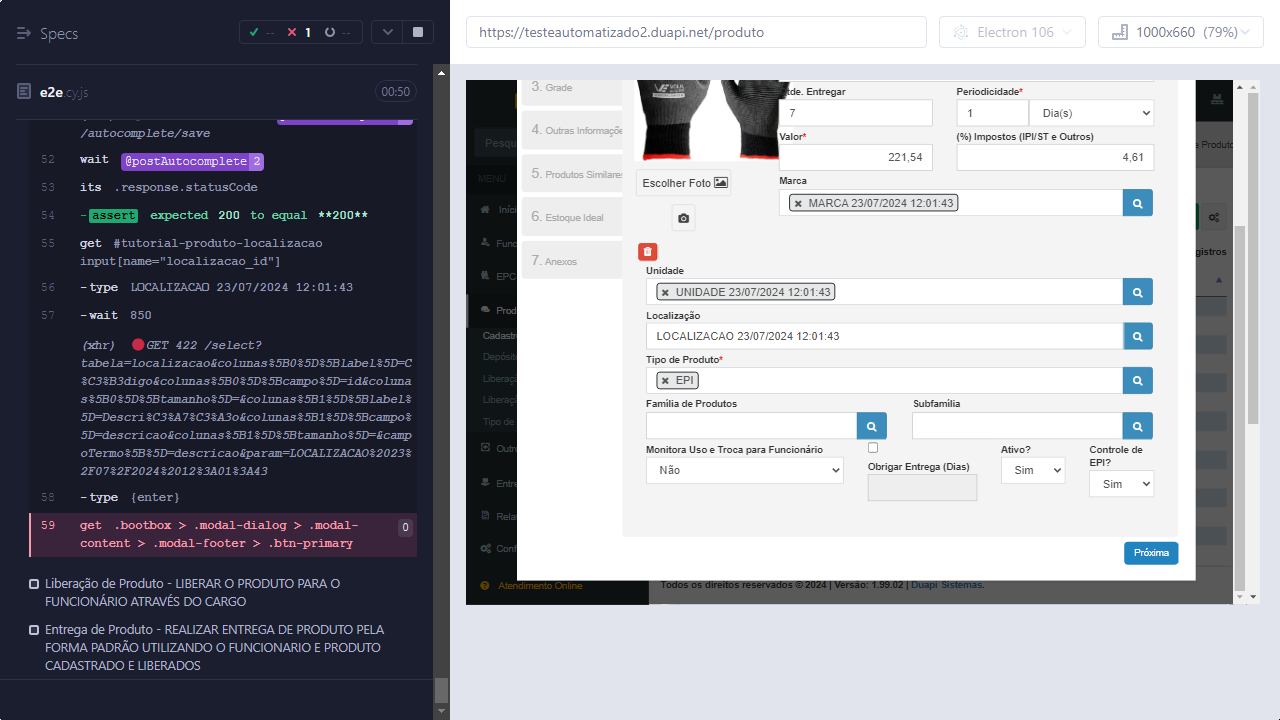 Specs
-- 1 --
e2e.cy.js 00:50
/autocomplete/save
52 wait @postAutocomplete 2
53 its .response.statusCode
54 -assert expected 200 to equal **200**
55 get #tutorial-produto-localizacao
input[name="localizacao_id"]
56 -type LOCALIZACAO 23/07/2024 12:01:43
57 -wait 850
(xhr) GET 422 /select?
tabela=localizacao&colunas%5B0%5D%5Blabel%5D=C
%C3%B3digo&colunas%5B0%5D%5Bcampo%5D=id&coluna
s%5B0%5D%5Btamanho%5D=&colunas%5B1%5D%5Blabel%
5D=Descri%C3%A7%C3%A3o&colunas%5B1%5D%5Bcampo%
5D=descricao&colunas%5B1%5D%5Btamanho%5D=&camp
oTermo%5B%5D=descricao&param=LOCALIZACAO%2023%
2F07%2F2024%2012%3A01%3A43
58 -type {enter}
59 get .bootbox > .modal-dialog > .modal-
content > .modal-footer > .btn-primary
0
Liberação de Produto - LIBERAR O PRODUTO PARA O
FUNCIONÁRIO ATRAVÉS DO CARGO
Entrega de Produto - REALIZAR ENTREGA DE PRODUTO PELA
FORMA PADRÃO UTILIZANDO O FUNCIONARIO E PRODUTO
CADASTRADO E LIBERADOS
https://testeautomatizado2.duapi.net/produto
Electron 106
1000x660 (79%)
Pesqu
MENU
Iníci
Func
EPC
Prod
Cadastr
Depósit
Liberaç
Liberaç
Tipo de
Outro
Entre
Relat
Conf
Atendimento Online
3. Grade
4. Outras Informaçõe
5. Produtos Similares
6. Estoque Ideal
7. Anexos
Escolher Foto
Qtde. Entregar
7
Periodicidade*
1 Dia(s)
Valor*
221,54
(%) Impostos (IPI/ST e Outros)
4,61
Marca
MARCA 23/07/2024 12:01:43
Unidade
UNIDADE 23/07/2024 12:01:43
Localização
LOCALIZACAO 23/07/2024 12:01:43
Tipo de Produto*
EPI
Família de Produtos
Subfamília
Monitora Uso e Troca para Funcionário
Não
Obrigar Entrega (Dias)
Ativo?
Sim
Controle de
EPI?
Sim
Próxima
e Produto
gistros
Todos os direitos reservados © 2024 | Versão: 1.99.02 | Duapi Sistemas.